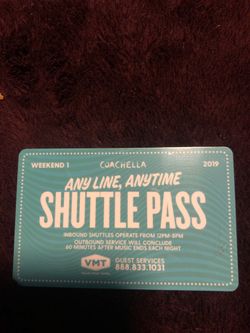 WEEKEND 1 COACHELLA 2019
ANY LINE, ANYTIME
SHUTTLE PASS
INBOUND SHUTTLES OPERATE FROM 12PM-8PM
OUTBOUND SERVICE WILL CONCLUDE
60 MINUTES AFTER MUSIC ENDS EACH NIGHT
VMT
GUEST SERVICES
888.833.1031